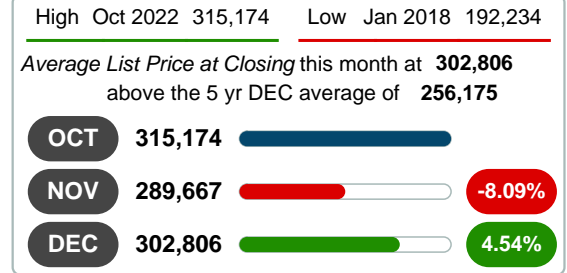 High Oct 2022 315,174 Low Jan 2018 192,234
Average List Price at Closing this month at 302,806
above the 5 yr DEC average of 256,175
OCT 315,174
NOV 289,667 -8.09%
DEC 302,806 4.54%